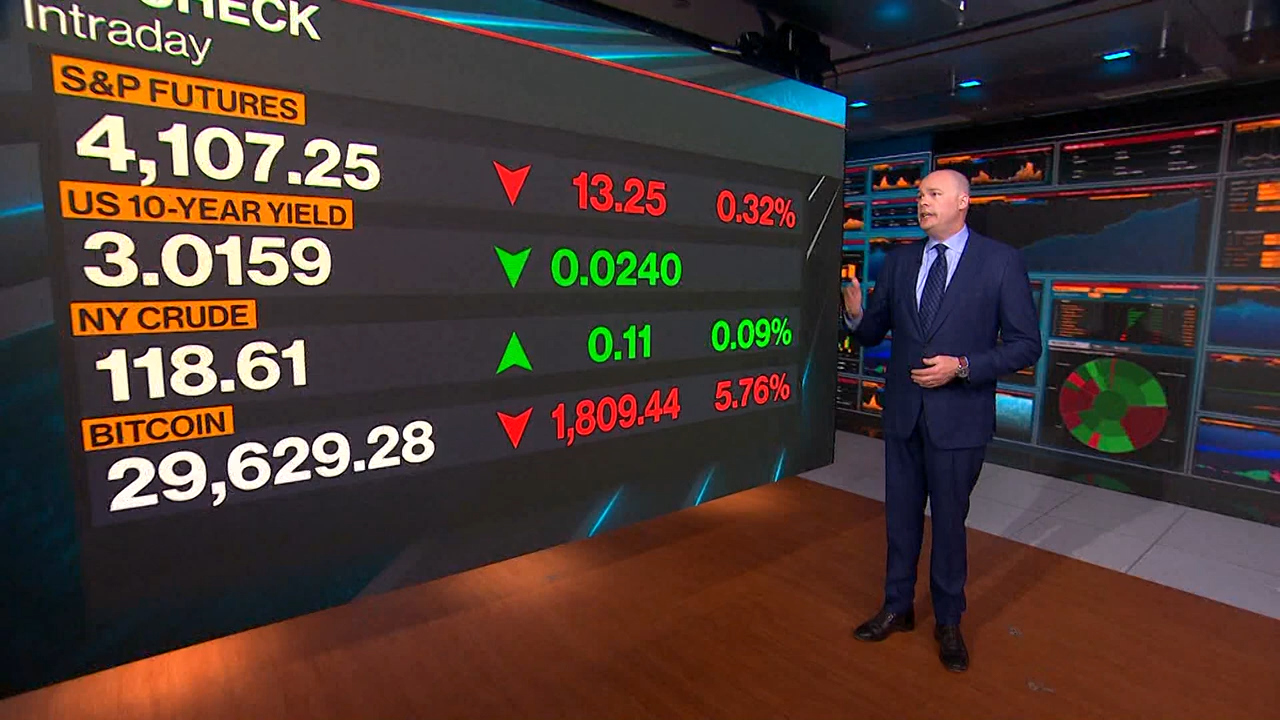 CHECK
Intraday
S&P FUTURES
4,107.25 13.25 0.32%
US 10-YEAR YIELD
3.0159 0.0240
NY CRUDE
118.61 0.11 0.09%
BITCOIN
29,629.28 1,809.44 5.76%